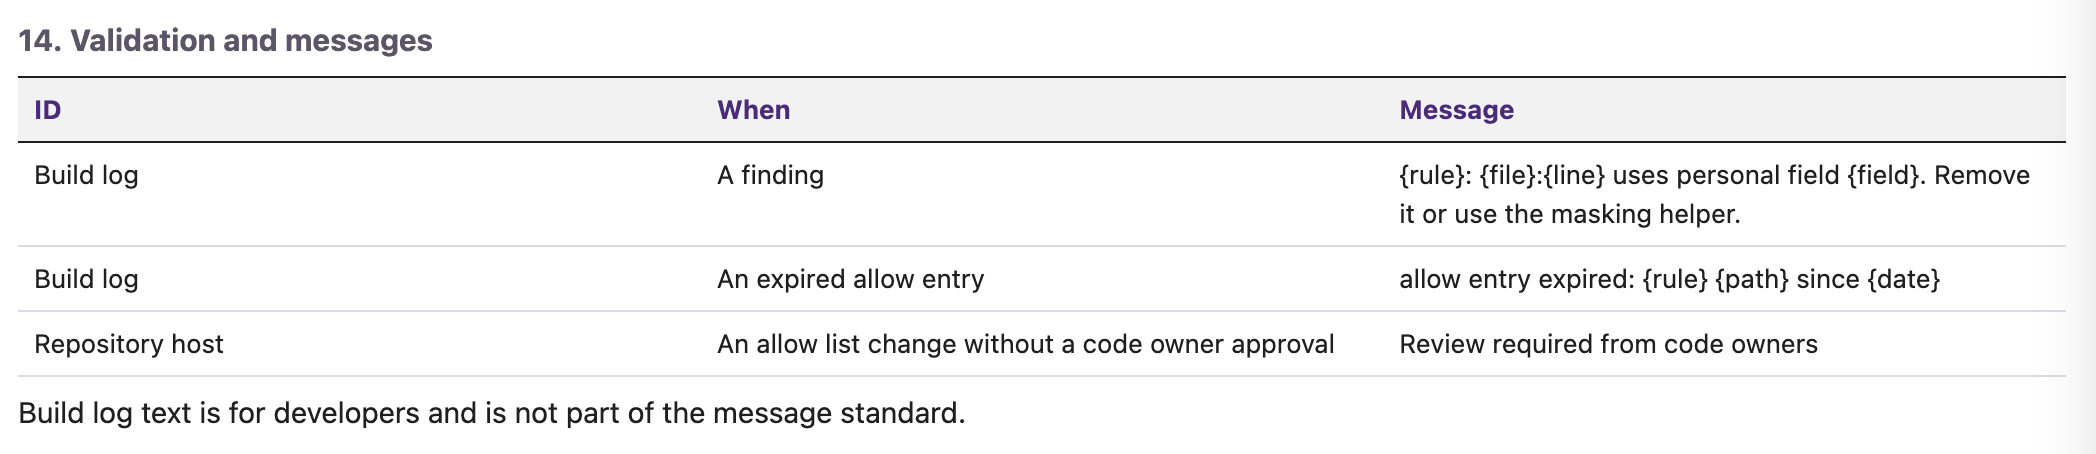 14. Validation and messages
ID When Message
Build log A finding {rule}: {file}:{line} uses personal field {field}. Remove
it or use the masking helper.
Build log An expired allow entry allow entry expired: {rule} {path} since {date}
Repository host An allow list change without a code owner approval Review required from code owners
Build log text is for developers and is not part of the message standard.